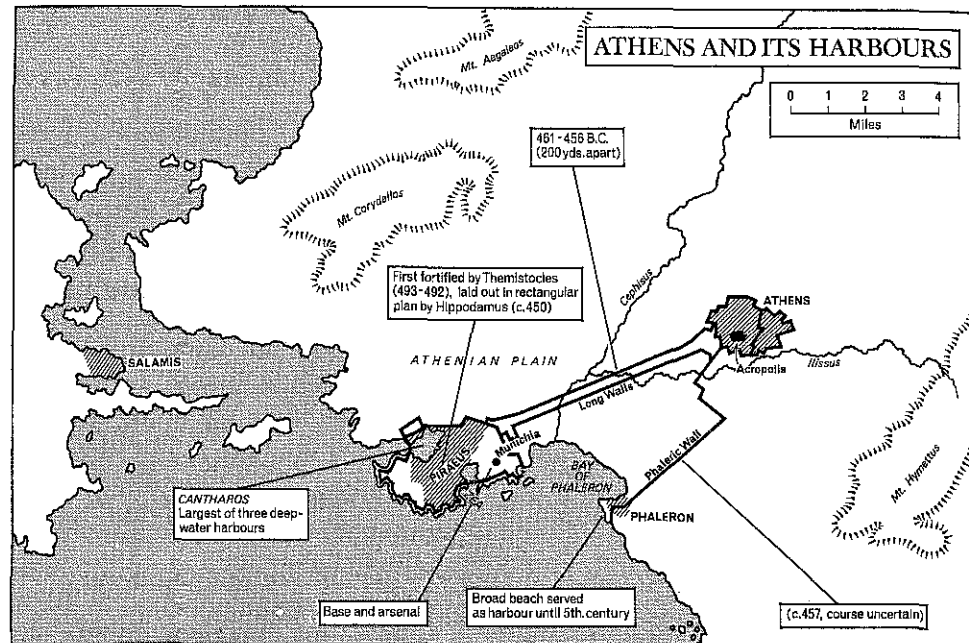 ATHENS AND ITS HARBOURS
0 1 2 3 4
Miles
Mt. Aegaleos
461-456 B.C.
(200yds.apart)
Mt. Corydallos
First fortified by Themistocles
(493-492), laid out in rectangular
plan by Hippodamus (c.450)
Cephisus
ATHENS
SALAMIS
ATHENIAN PLAIN
Acropolis
Ilissus
Long Walls
Munichia
PIRAEUS
BAY
OF
PHALERON
Phaleric Wall
Mt. Hymettus
CANTHAROS
Largest of three deep-
water harbours
PHALERON
Base and arsenal
Broad beach served
as harbour until 5th.century
(c.457, course uncertain)